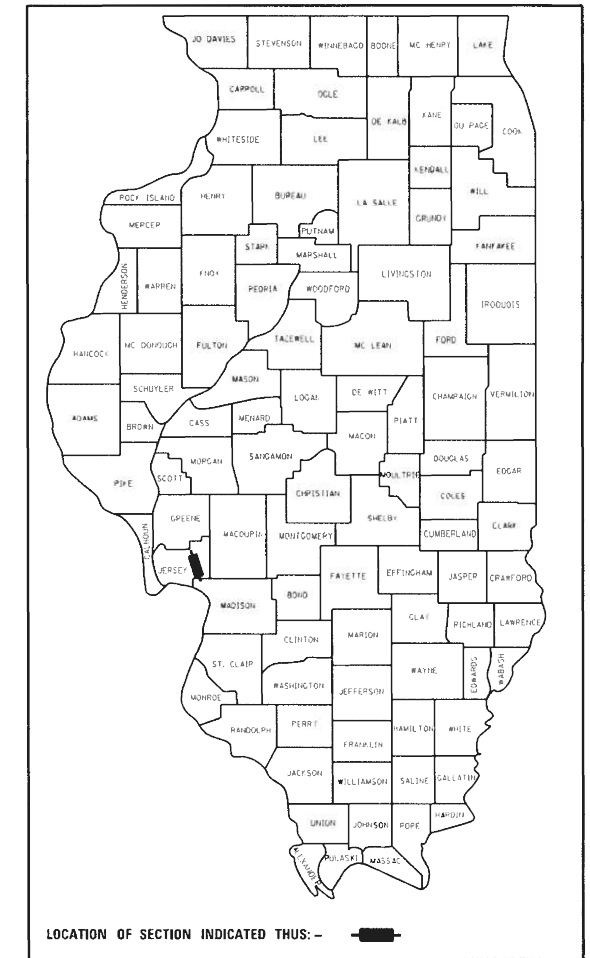 JO DAVIES
STEVENSON
WINNEBAGO
BOONE
MC HENRY
LAKE
CARROLL
OGLE
DE KALB
KANE
DU PAGE
COOK
WHITESIDE
LEE
KENDALL
WILL
ROCK ISLAND
HENRY
BUREAU
LA SALLE
GRUNDY
MERCER
PUTNAM
STARK
MARSHALL
KANKAKEE
HENDERSON
WARREN
KNOX
PEORIA
WOODFORD
LIVINGSTON
IROQUOIS
HANCOCK
MC DONOUGH
FULTON
TAZEWELL
MC LEAN
FORD
MASON
SCHUYLER
LOGAN
DE WITT
CHAMPAIGN
VERMILION
ADAMS
BROWN
CASS
MENARD
PIATT
MACON
MORGAN
SANGAMON
DOUGLAS
EDGAR
PIKE
SCOTT
CHRISTIAN
MOULTRIE
COLES
GREENE
MACOUPIN
MONTGOMERY
SHELBY
CUMBERLAND
CLARK
CALHOUN
JERSEY
FAYETTE
EFFINGHAM
JASPER
CRAWFORD
MADISON
BOND
CLAY
RICHLAND
LAWRENCE
CLINTON
MARION
ST. CLAIR
WAYNE
EDWARDS
WABASH
WASHINGTON
JEFFERSON
MONROE
RANDOLPH
PERRY
HAMILTON
WHITE
FRANKLIN
JACKSON
WILLIAMSON
SALINE
GALLATIN
UNION
JOHNSON
POPE
HARDIN
ALEXANDER
PULASKI
MASSAC
LOCATION OF SECTION INDICATED THUS: –